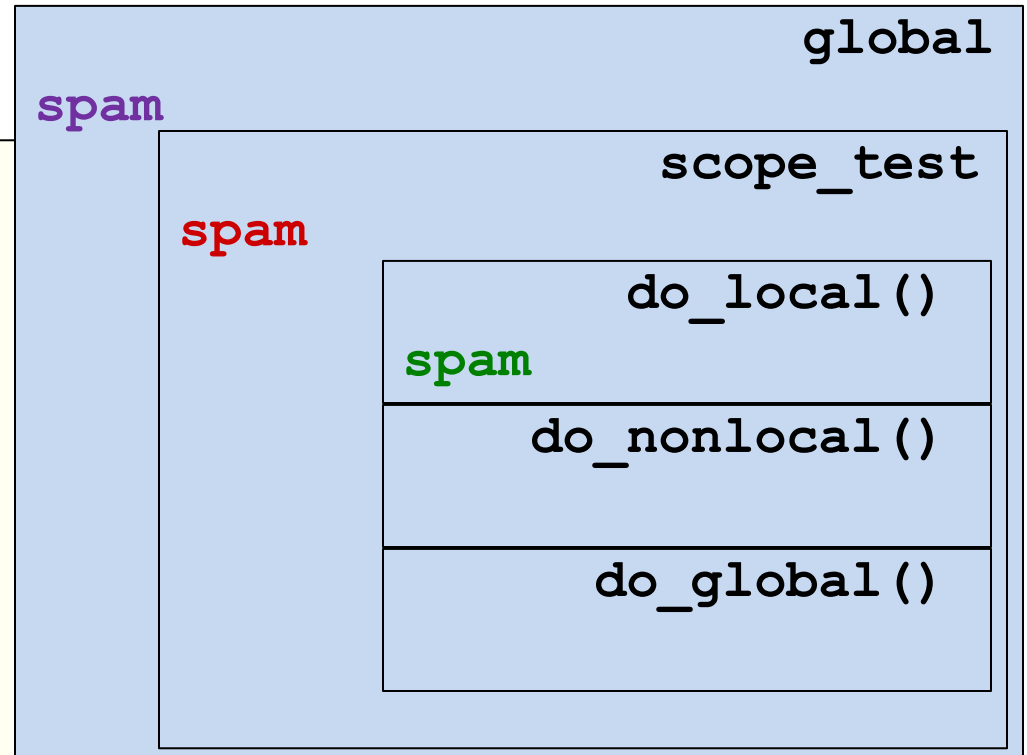 global
spam
scope_test
spam
do_local()
spam
do_nonlocal()
do_global()